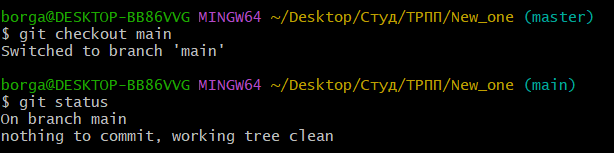 borga@DESKTOP-BB86VVG MINGW64 ~/Desktop/Студ/ТРПП/New_one (master)
$ git checkout main
Switched to branch 'main'
borga@DESKTOP-BB86VVG MINGW64 ~/Desktop/Студ/ТРПП/New_one (main)
$ git status
On branch main
nothing to commit, working tree clean